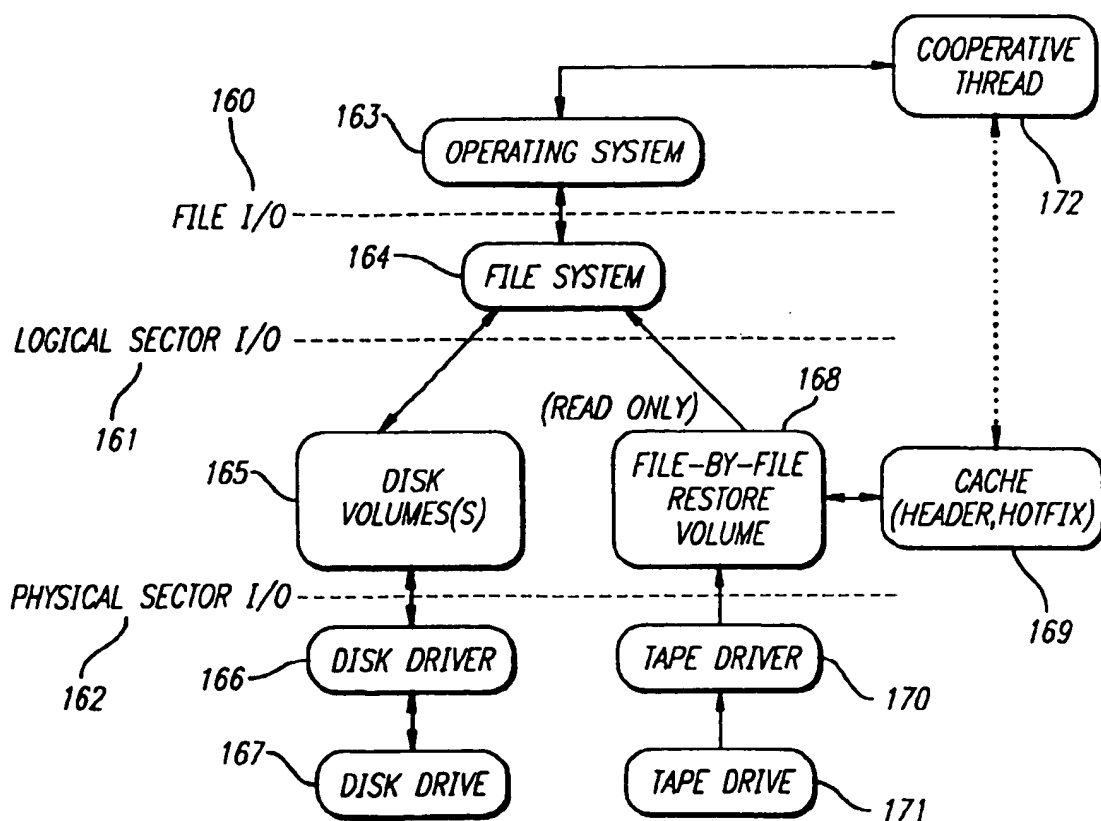 COOPERATIVE
THREAD
160
163
OPERATING SYSTEM
172
FILE I/O
164
FILE SYSTEM
LOGICAL SECTOR I/O
161
(READ ONLY)
168
165
DISK
VOLUMES(S)
FILE-BY-FILE
RESTORE
VOLUME
CACHE
(HEADER,HOTFIX)
PHYSICAL SECTOR I/O
169
162
166
DISK DRIVER
TAPE DRIVER
170
167
DISK DRIVE
TAPE DRIVE
171